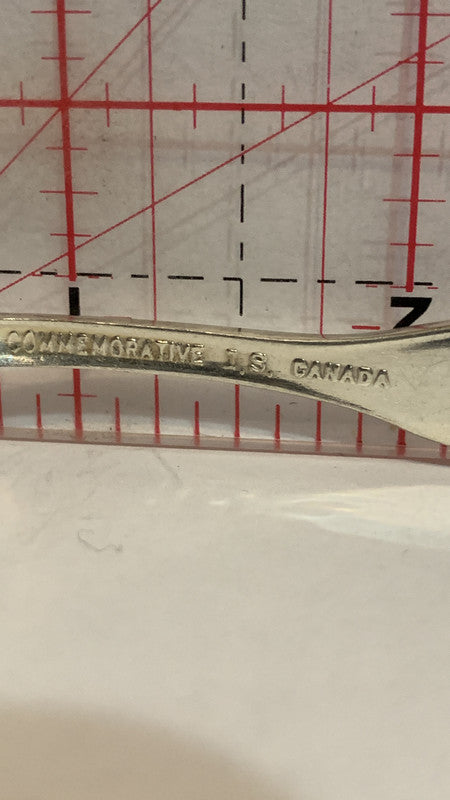 1 2
COMMEMORATIVE I.S. CANADA